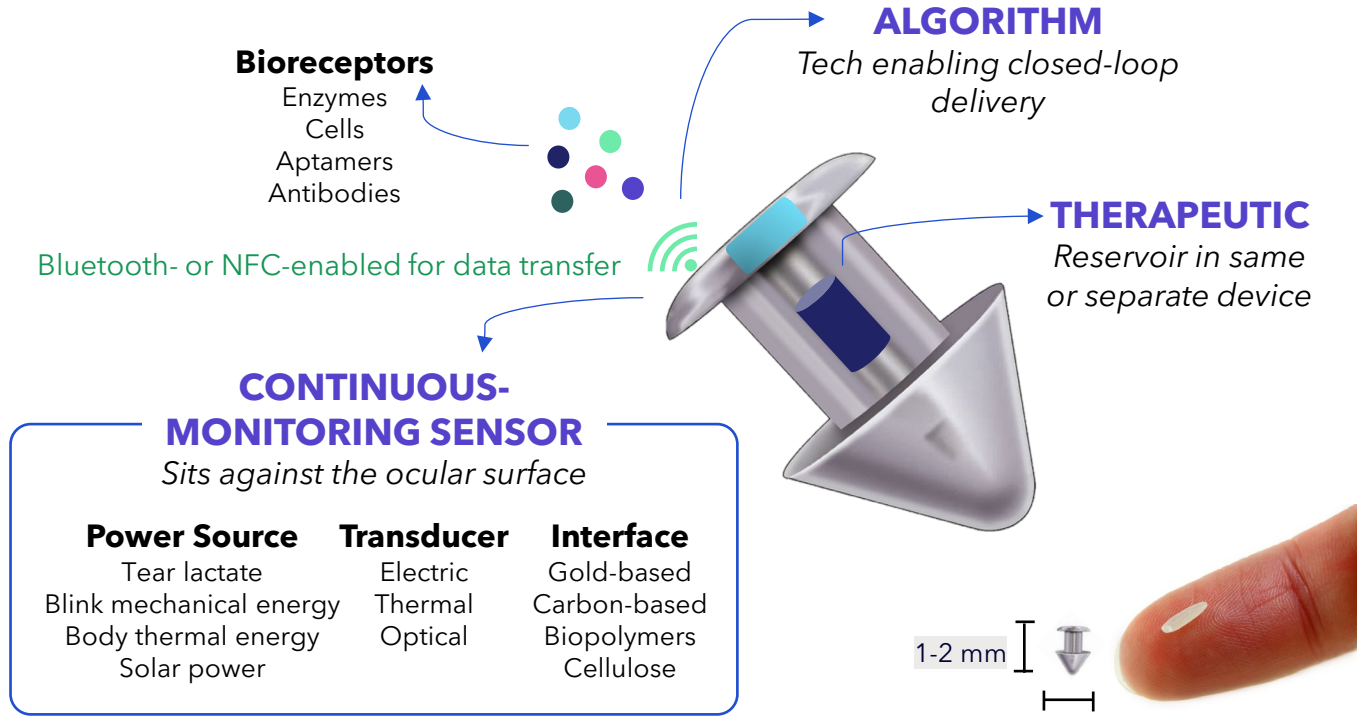 ALGORITHM
Tech enabling closed-loop
delivery
Bioreceptors
Enzymes
Cells
Aptamers
Antibodies
THERAPEUTIC
Reservoir in same
or separate device
Bluetooth- or NFC-enabled for data transfer
CONTINUOUS-
MONITORING SENSOR
Sits against the ocular surface
Power Source
Tear lactate
Blink mechanical energy
Body thermal energy
Solar power
Transducer
Electric
Thermal
Optical
Interface
Gold-based
Carbon-based
Biopolymers
Cellulose
1-2 mm